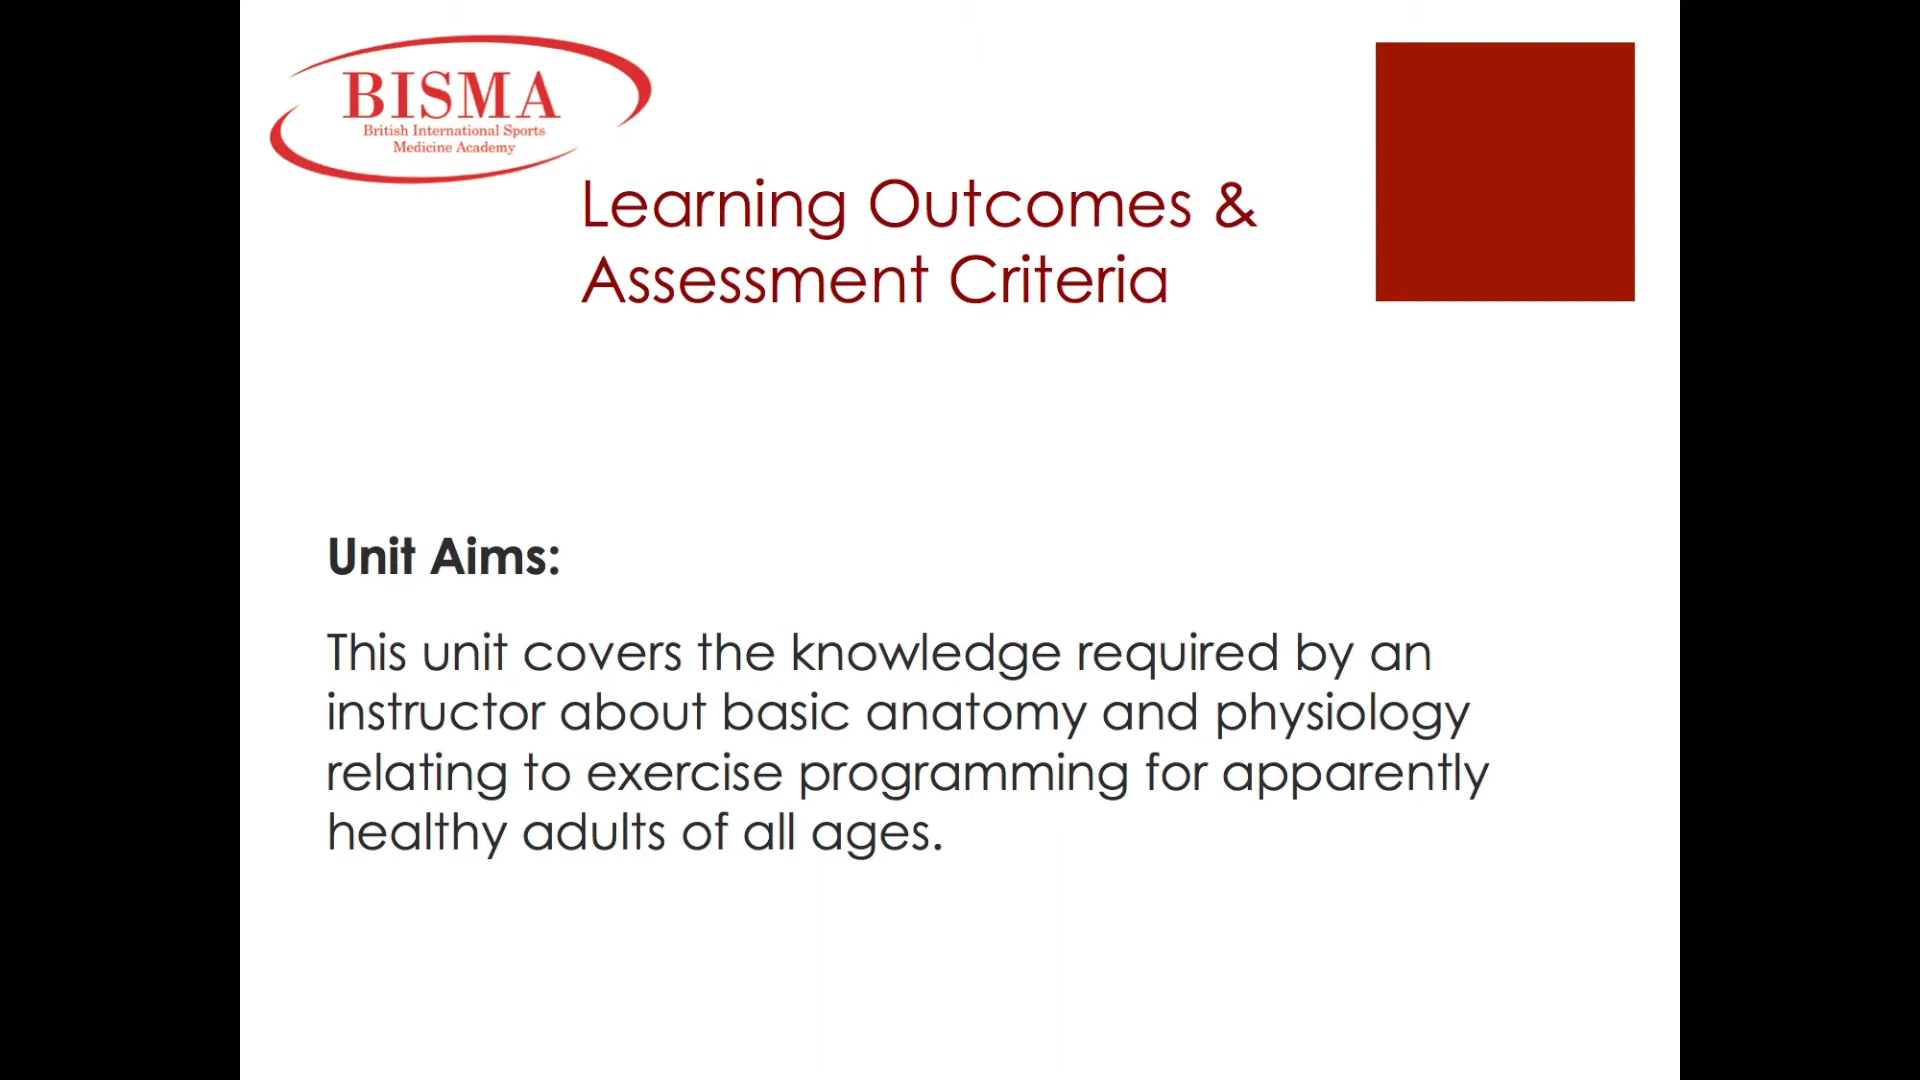 BISMA
British International Sports
Medicine Academy
Learning Outcomes &
Assessment Criteria
Unit Aims:
This unit covers the knowledge required by an
instructor about basic anatomy and physiology
relating to exercise programming for apparently
healthy adults of all ages.